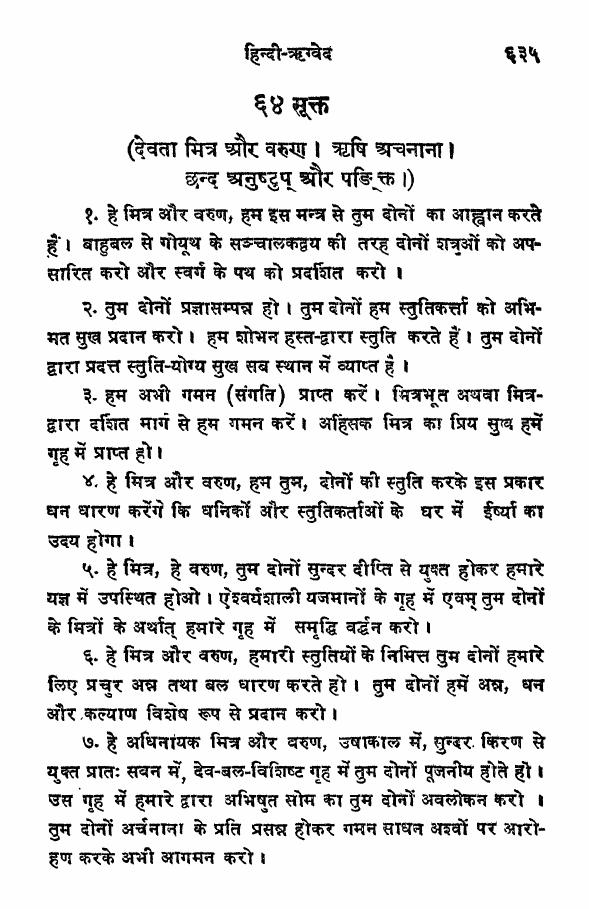 हिन्दी-ऋग्वेद ६३५
६४ सूक्त
(देवता मित्र और वरुण। ऋषि अचनाना।
छन्द अनुष्टुप् और पङ्क्ति।)
१. हे मित्र और वरुण, हम इस मन्त्र से तुम दोनों का आह्वान करते
हैं। बाहुबल से गोयूथ के सञ्चालकद्वय की तरह दोनों शत्रुओं को अप-
सारित करो और स्वर्ग के पथ को प्रदर्शित करो ।
२. तुम दोनों प्रज्ञासम्पन्न हो। तुम दोनों हम स्तुतिकर्त्ता को अभि-
मत सुख प्रदान करो। हम शोभन हस्त-द्वारा स्तुति करते हैं। तुम दोनों
द्वारा प्रदत्त स्तुति-योग्य सुख सब स्थान में व्याप्त है।
३. हम अभी गमन (संगति) प्राप्त करें। मित्रभूत अथवा मित्र-
द्वारा दर्शित मार्ग से हम गमन करें। अहिंसक मित्र का प्रिय सुख हमें
गृह में प्राप्त हो।
४. हे मित्र और वरुण, हम तुम, दोनों की स्तुति करके इस प्रकार
धन धारण करेंगे कि धनिकों और स्तुतिकर्ताओं के घर में ईर्ष्या का
उदय होगा।
५. हे मित्र, हे वरुण, तुम दोनों सुन्दर दीप्ति से युक्त होकर हमारे
यज्ञ में उपस्थित होओ। ऐश्वर्यशाली यजमानों के गृह में एवम् तुम दोनों
के मित्रों के अर्थात् हमारे गृह में समृद्धि वर्द्धन करो।
६. हे मित्र और वरुण, हमारी स्तुतियों के निमित्त तुम दोनों हमारे
लिए प्रचुर अन्न तथा बल धारण करते हो। तुम दोनों हमें अन्न, धन
और कल्याण विशेष रूप से प्रदान करो।
७. हे अधिनायक मित्र और वरुण, उषाकाल में, सुन्दर किरण से
युक्त प्रातः सवन में, देव-बल-विशिष्ट गृह में तुम दोनों पूजनीय होते हो।
उस गृह में हमारे द्वारा अभिषुत सोम का तुम दोनों अवलोकन करो ।
तुम दोनों अर्चनाना के प्रति प्रसन्न होकर गमन साधन अश्वों पर आरो-
हण करके अभी आगमन करो।